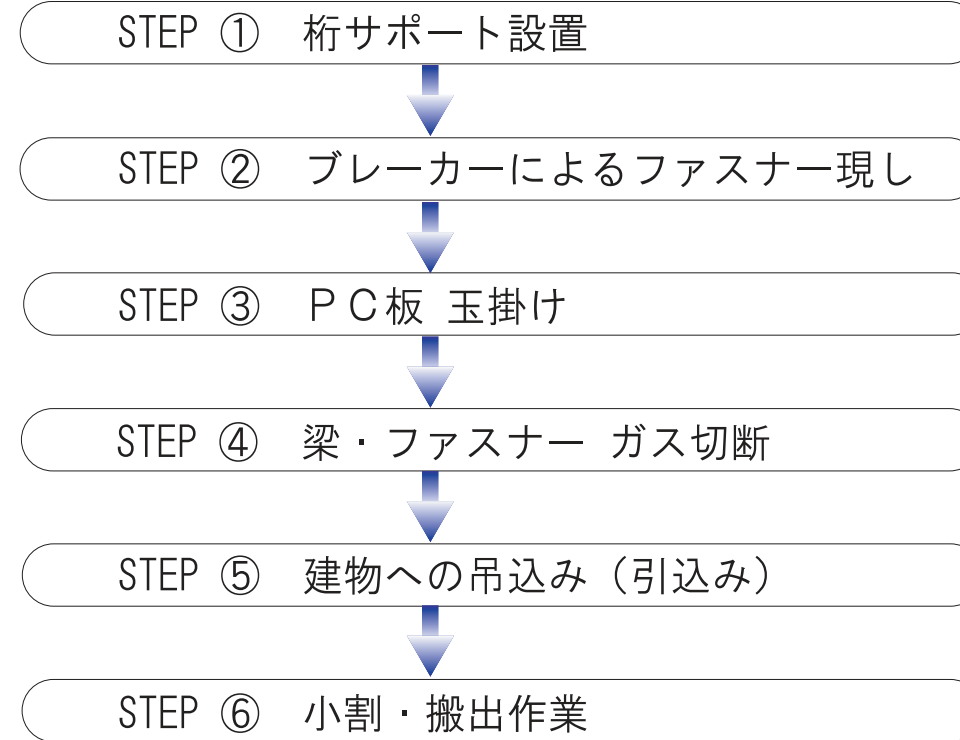 STEP ① 桁サポート設置
STEP ② ブレーカーによるファスナー現し
STEP ③ ＰＣ板 玉掛け
STEP ④ 梁・ファスナー ガス切断
STEP ⑤ 建物への吊込み（引込み）
STEP ⑥ 小割・搬出作業